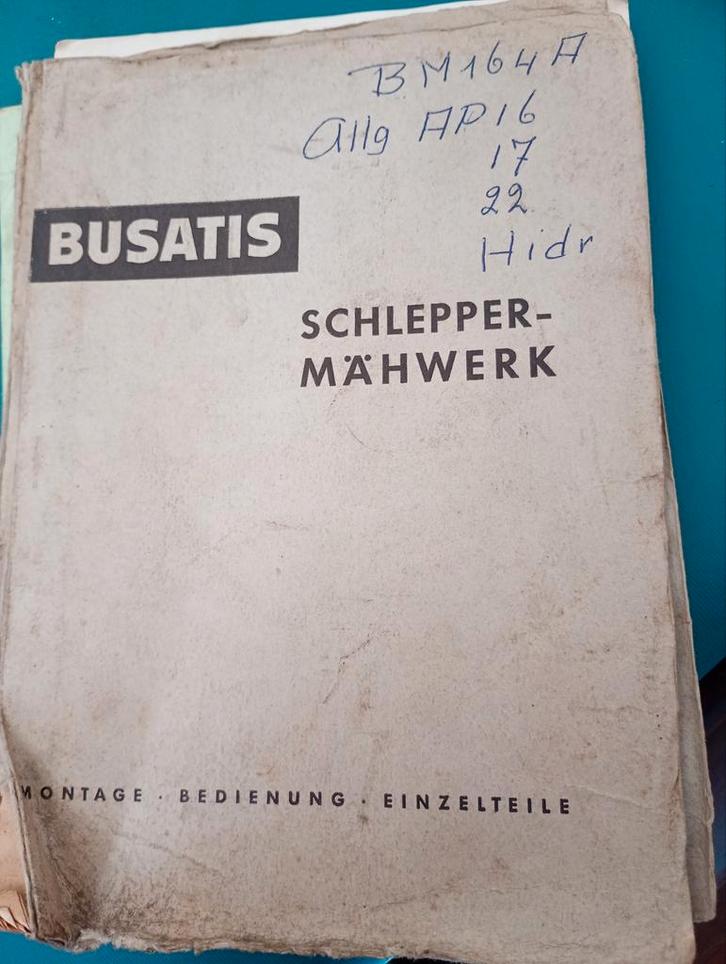 BM164A
Allg AP16
17
22
Hidr
BUSATIS
SCHLEPPER-
MÄHWERK
MONTAGE · BEDIENUNG · EINZELTEILE